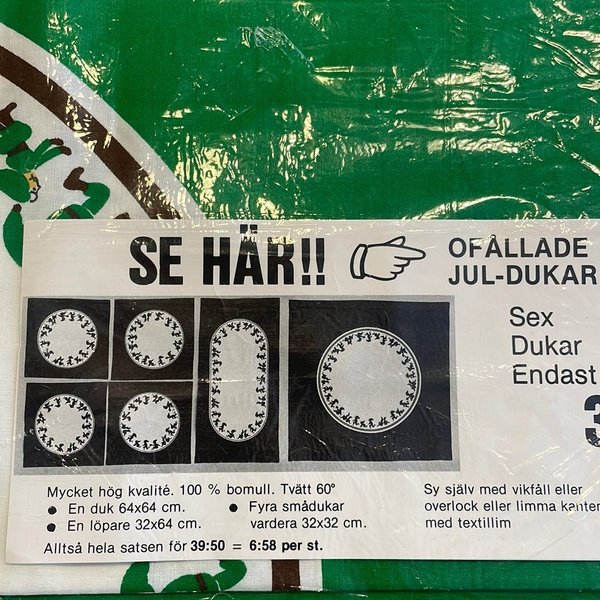 SE HÄR!!
OFÅLLADE
JUL-DUKAR
Sex
Dukar
Endast
3
Mycket hög kvalité. 100 % bomull. Tvätt 60°
● En duk 64x64 cm.
● En löpare 32x64 cm.
● Fyra smådukar
vardera 32x32 cm.
Alltså hela satsen för 39:50 = 6:58 per st.
Sy själv med vikfåll eller
overlock eller limma kanter
med textillim